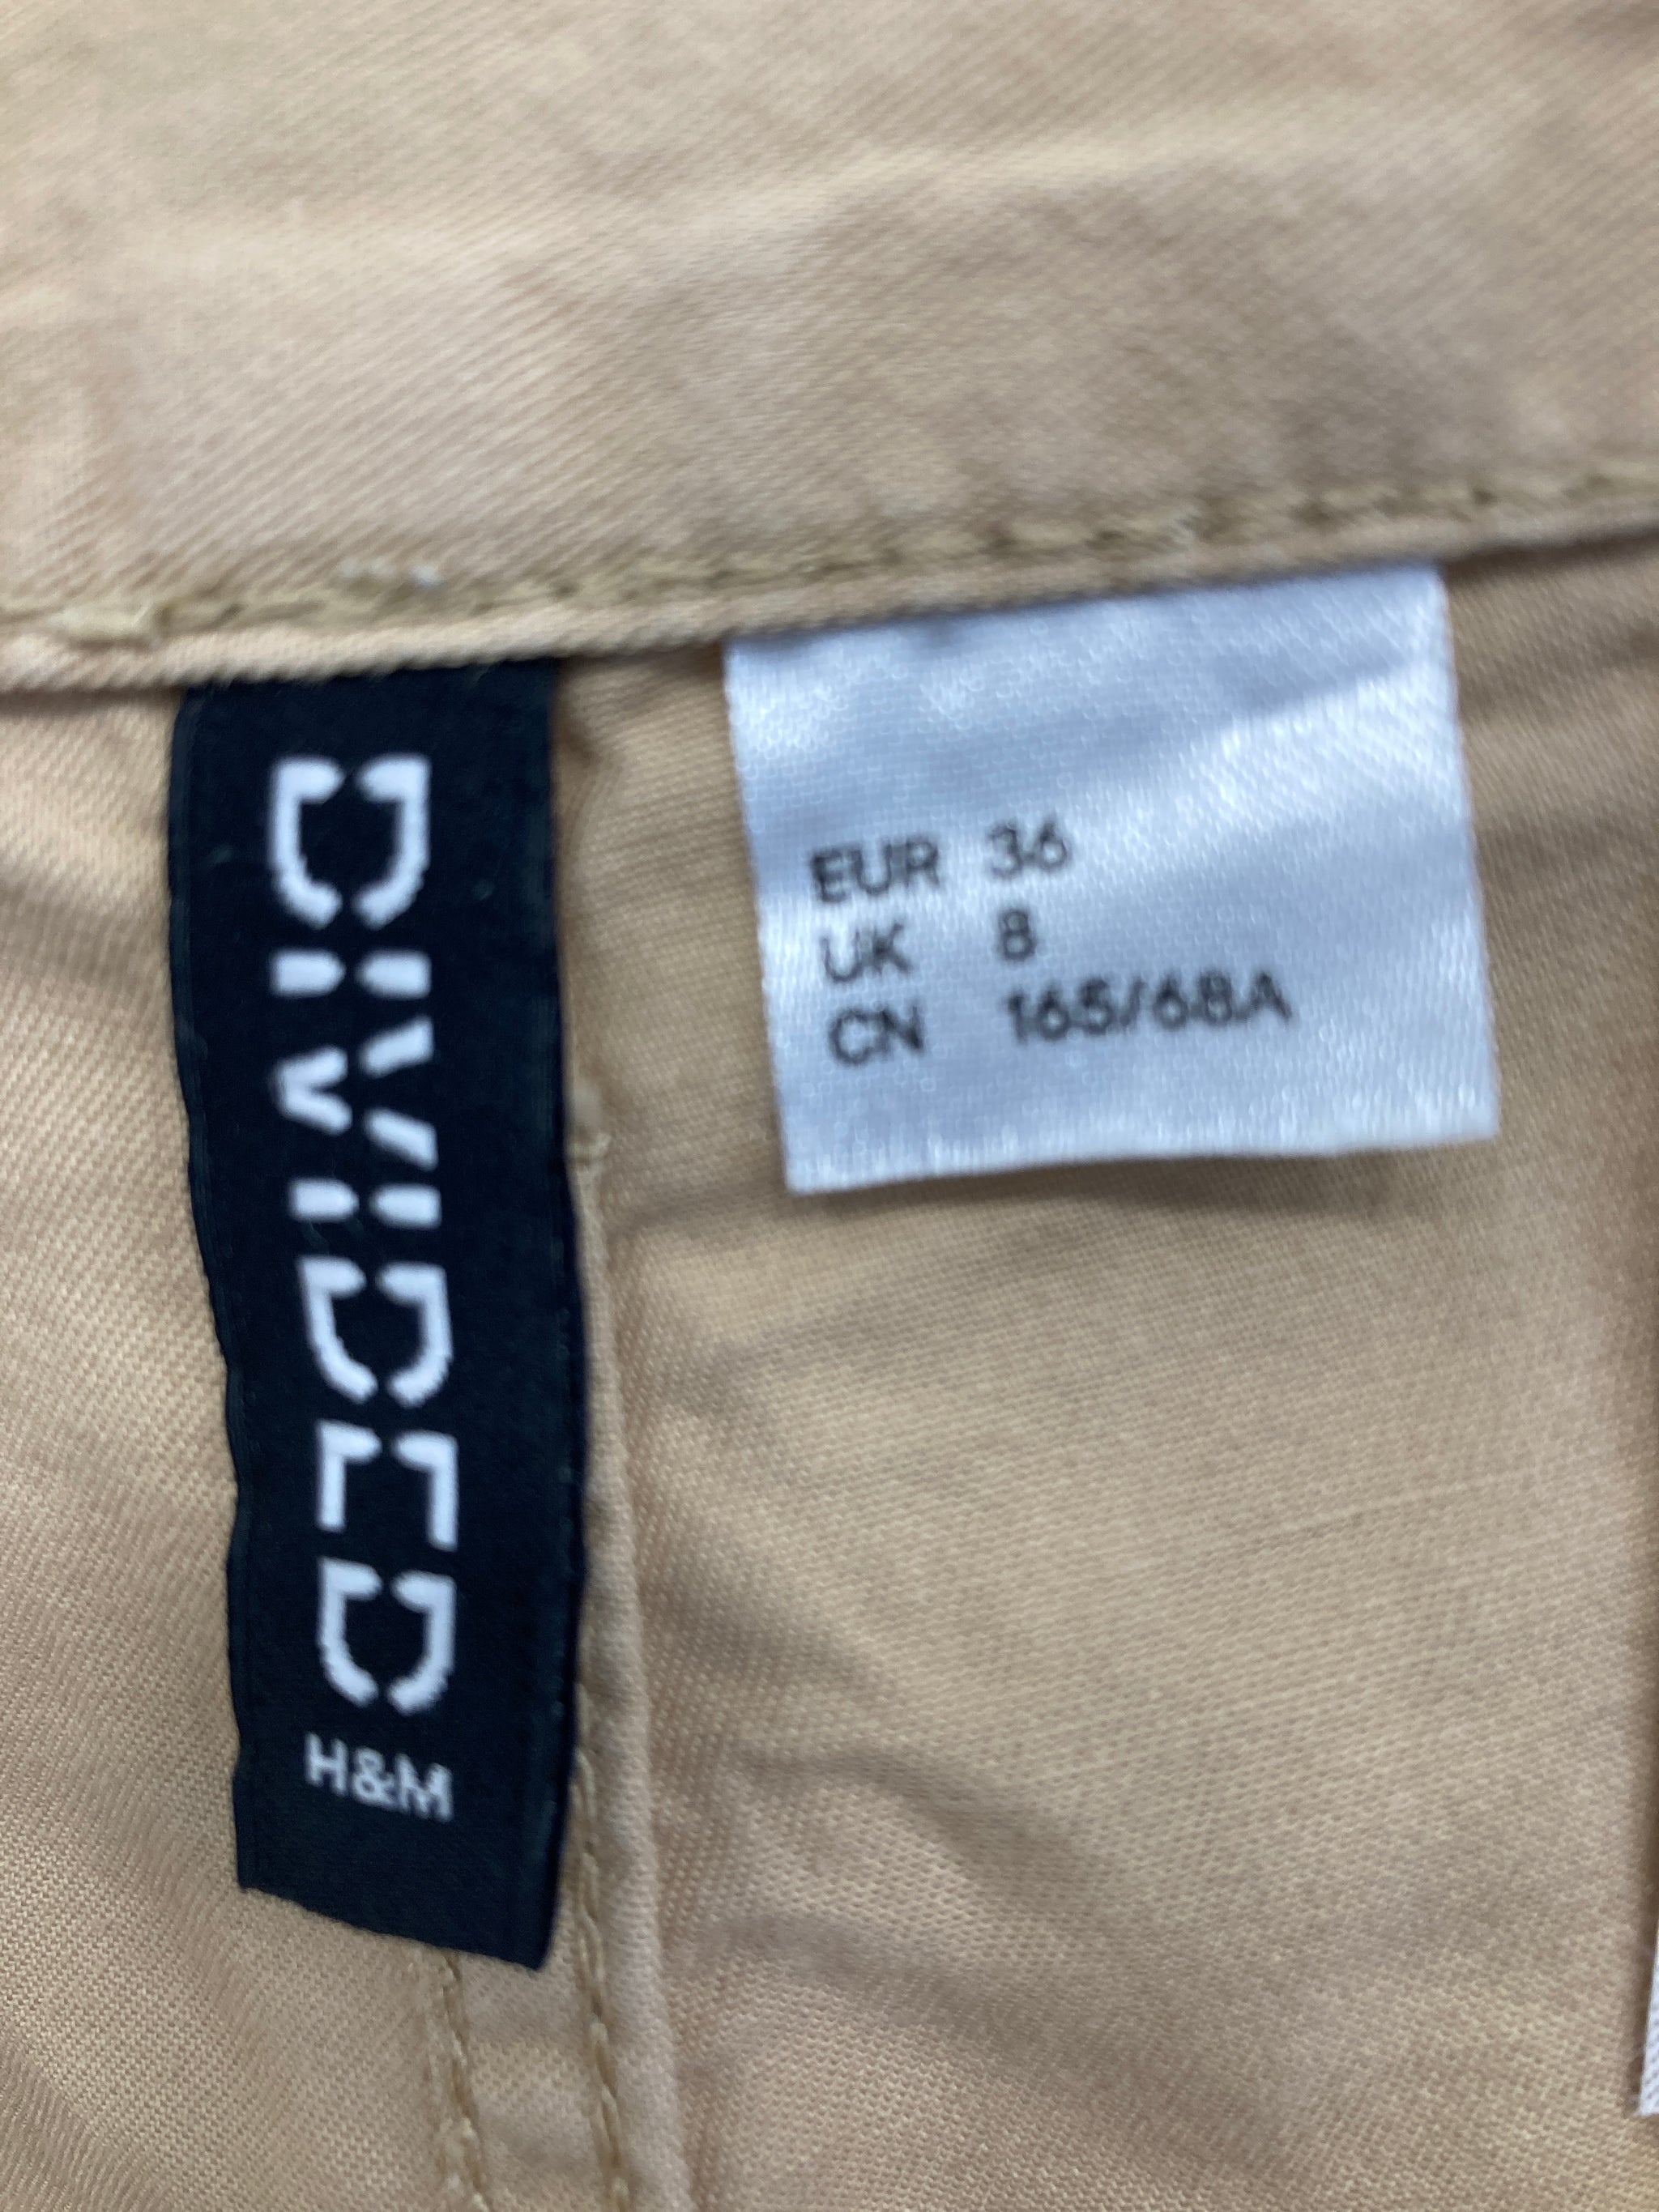 DIVIDED
H&M
EUR 36
UK 8
CN 165/68A